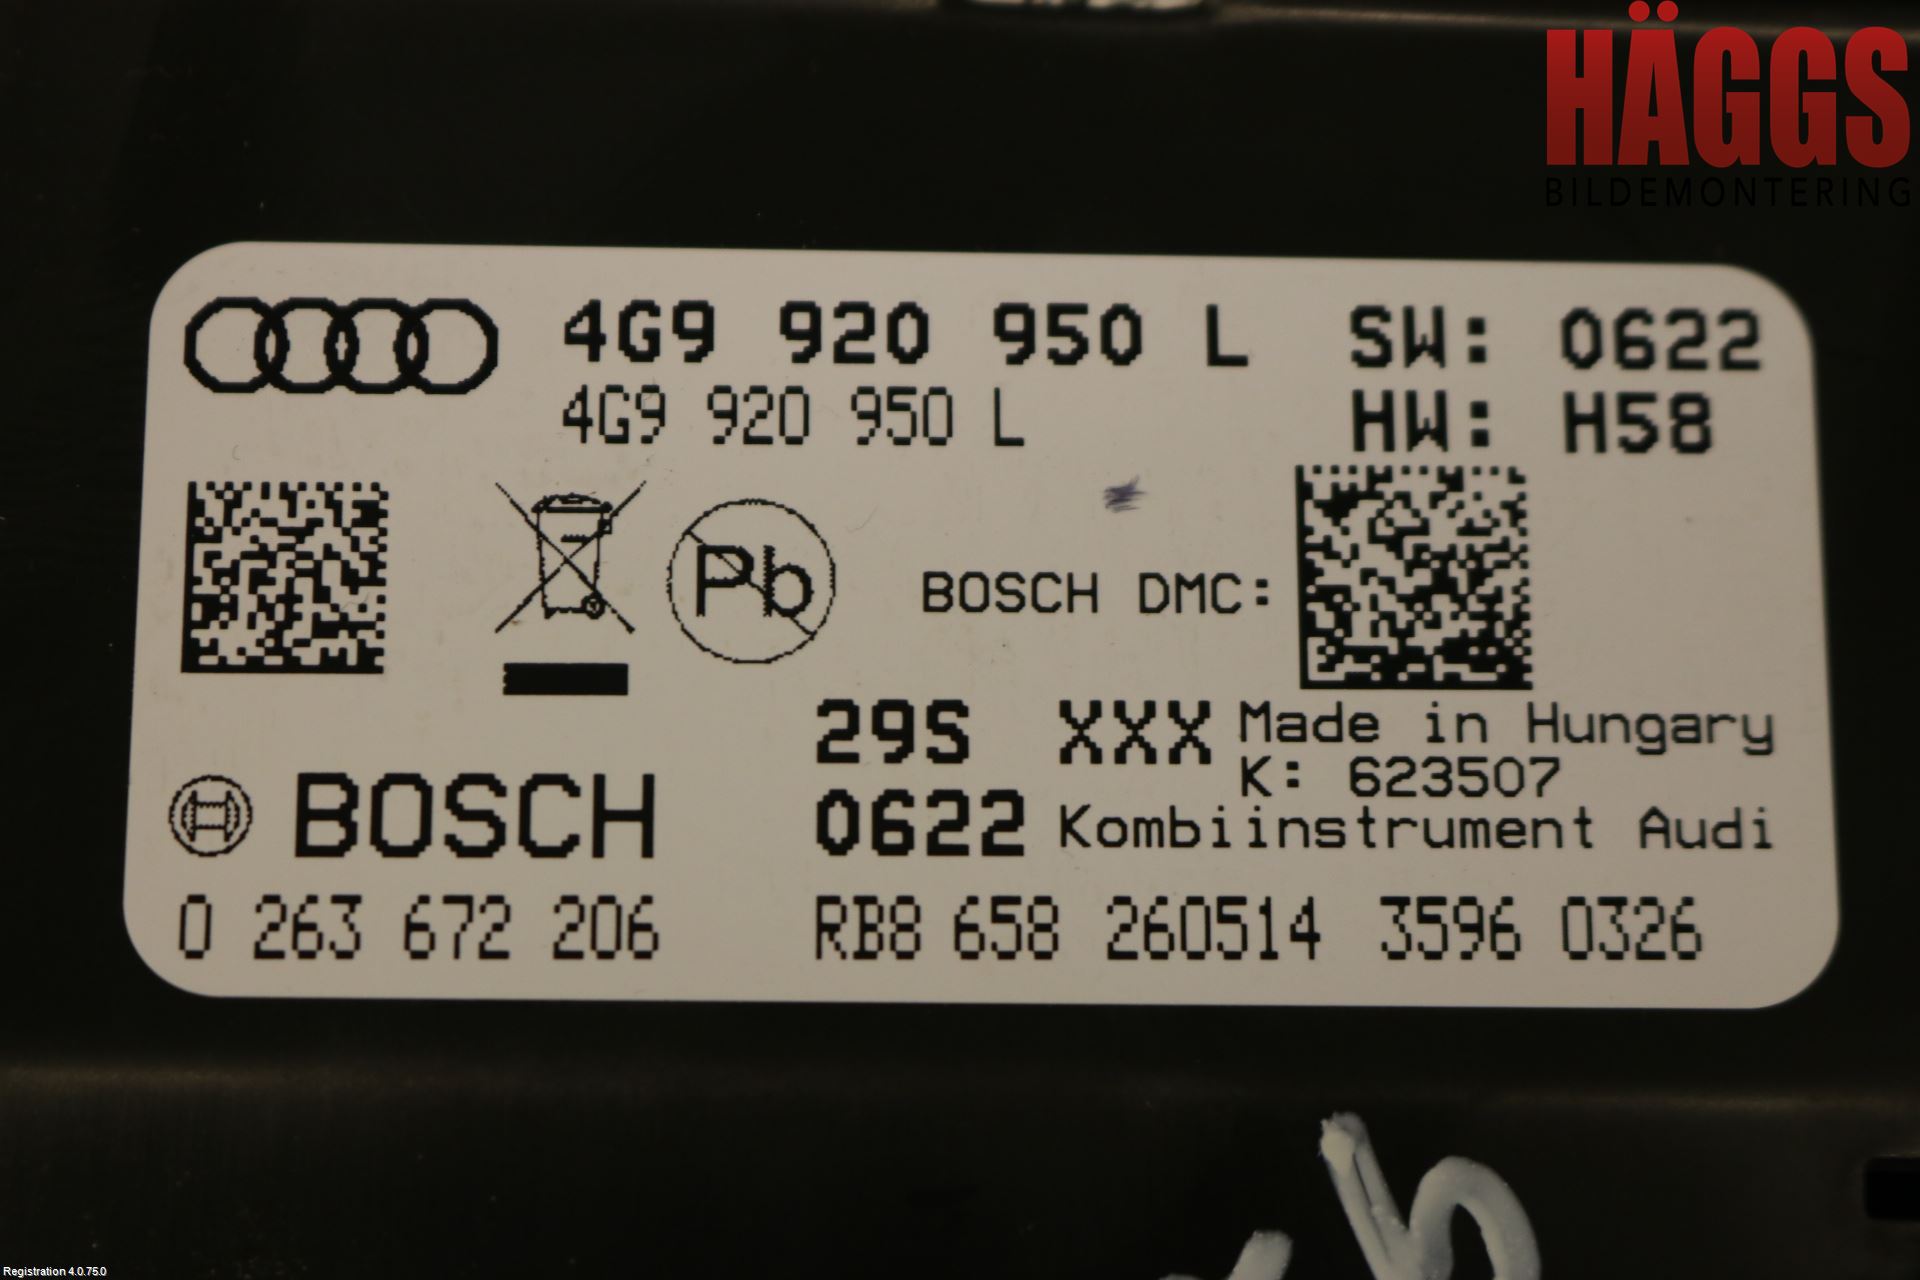 HÄGGS
BILDEMONTERING
4G9 920 950 L SW: 0622
4G9 920 950 L HW: H58
Pb
BOSCH DMC:
29S XXX Made in Hungary
K: 623507
BOSCH 0622 Kombiinstrument Audi
0 263 672 206 RB8 658 260514 3596 0326
Registration 4.0.75.0